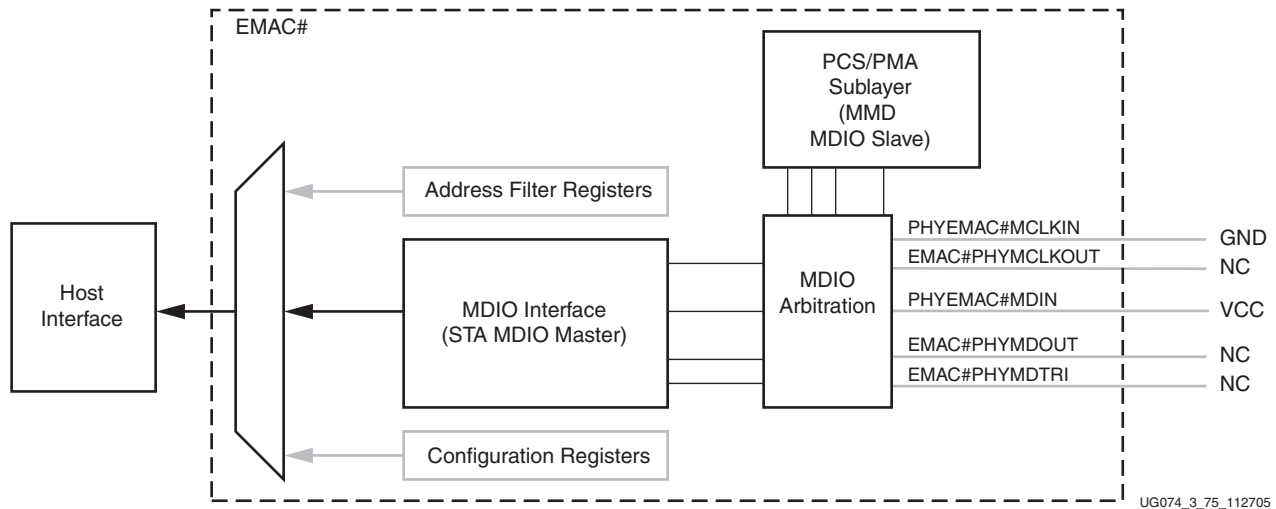 EMAC#
PCS/PMA
Sublayer
(MMD
MDIO Slave)
Address Filter Registers
Host
Interface
MDIO Interface
(STA MDIO Master)
MDIO
Arbitration
PHYEMAC#MCLKIN
GND
EMAC#PHYMCLKOUT
NC
PHYEMAC#MDIN
VCC
EMAC#PHYMDOUT
NC
EMAC#PHYMDTRI
NC
Configuration Registers
UG074_3_75_112705